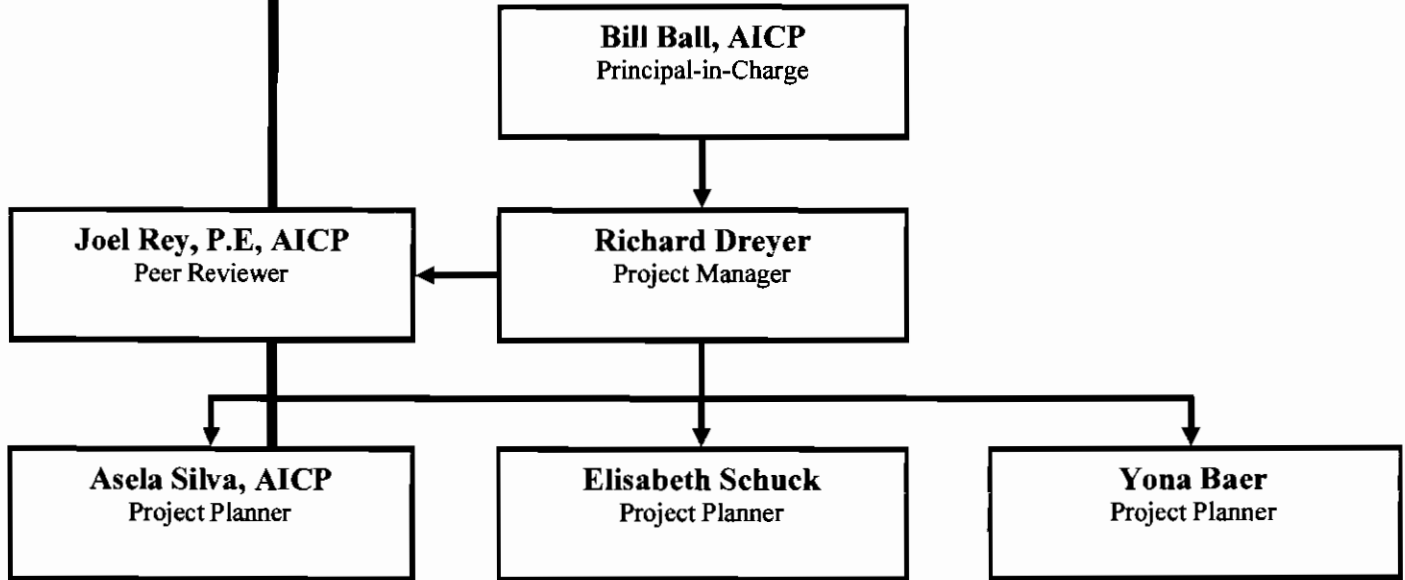 Bill Ball, AICP
Principal-in-Charge
Joel Rey, P.E, AICP
Peer Reviewer
Richard Dreyer
Project Manager
Asela Silva, AICP
Project Planner
Elisabeth Schuck
Project Planner
Yona Baer
Project Planner